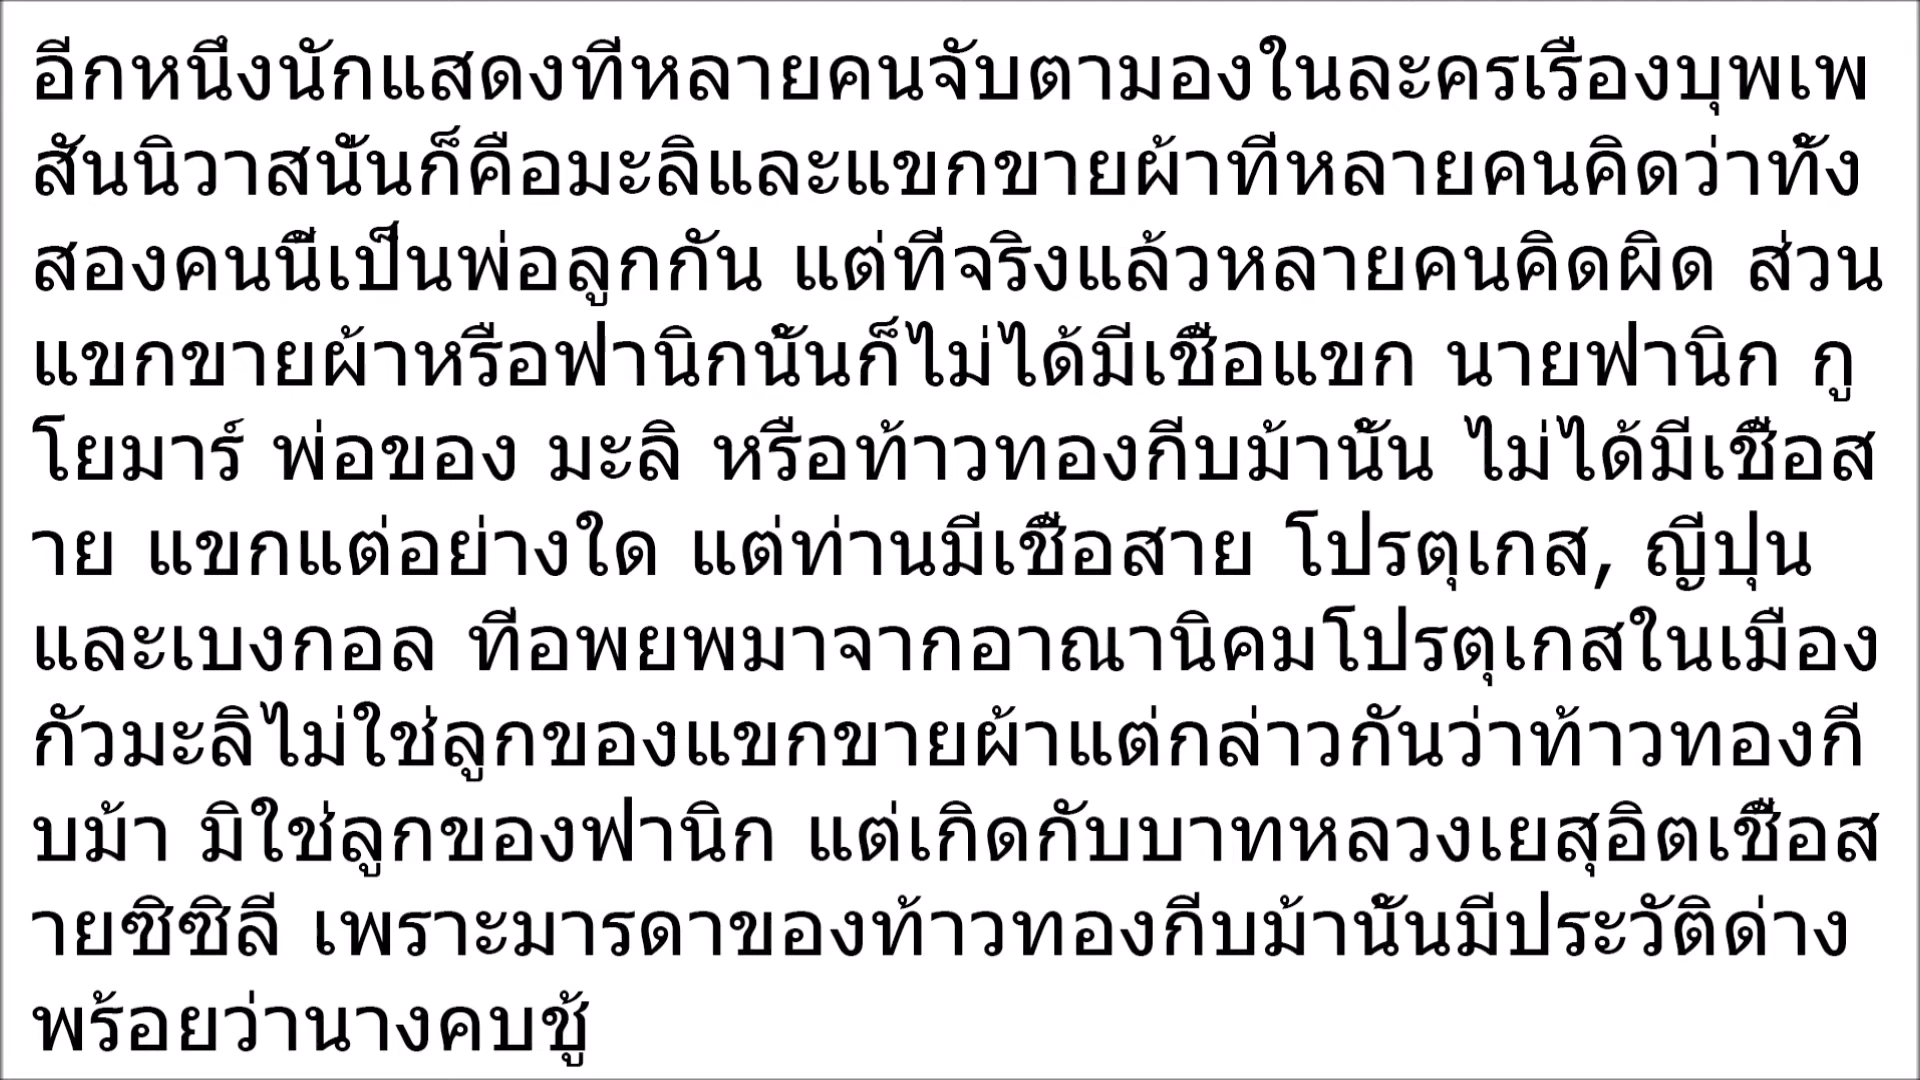 อีกหนึ่งนักแสดงที่หลายคนจับตามองในละครเรื่องบุพเพ
สันนิวาสนั้นก็คือมะลิและแขกขายผ้าที่หลายคนคิดว่าทั้ง
สองคนนี้เป็นพ่อลูกกัน แต่ที่จริงแล้วหลายคนคิดผิด ส่วน
แขกขายผ้าหรือฟานิกนั้นก็ไม่ได้มีเชื้อแขก นายฟานิก กู
โยมาร์ พ่อของ มะลิ หรือท้าวทองกีบม้านั้น ไม่ได้มีเชื้อส
าย แขกแต่อย่างใด แต่ท่านมีเชื้อสาย โปรตุเกส, ญี่ปุ่น
และเบงกอล ที่อพยพมาจากอาณานิคมโปรตุเกสในเมือง
กัวมะลิไม่ใช่ลูกของแขกขายผ้าแต่กล่าวกันว่าท้าวทองกี
บม้า มิใช่ลูกของฟานิก แต่เกิดกับบาทหลวงเยสุอิตเชื้อส
ายซิซิลี เพราะมารดาของท้าวทองกีบม้านั้นมีประวัติด่าง
พร้อยว่านางคบชู้